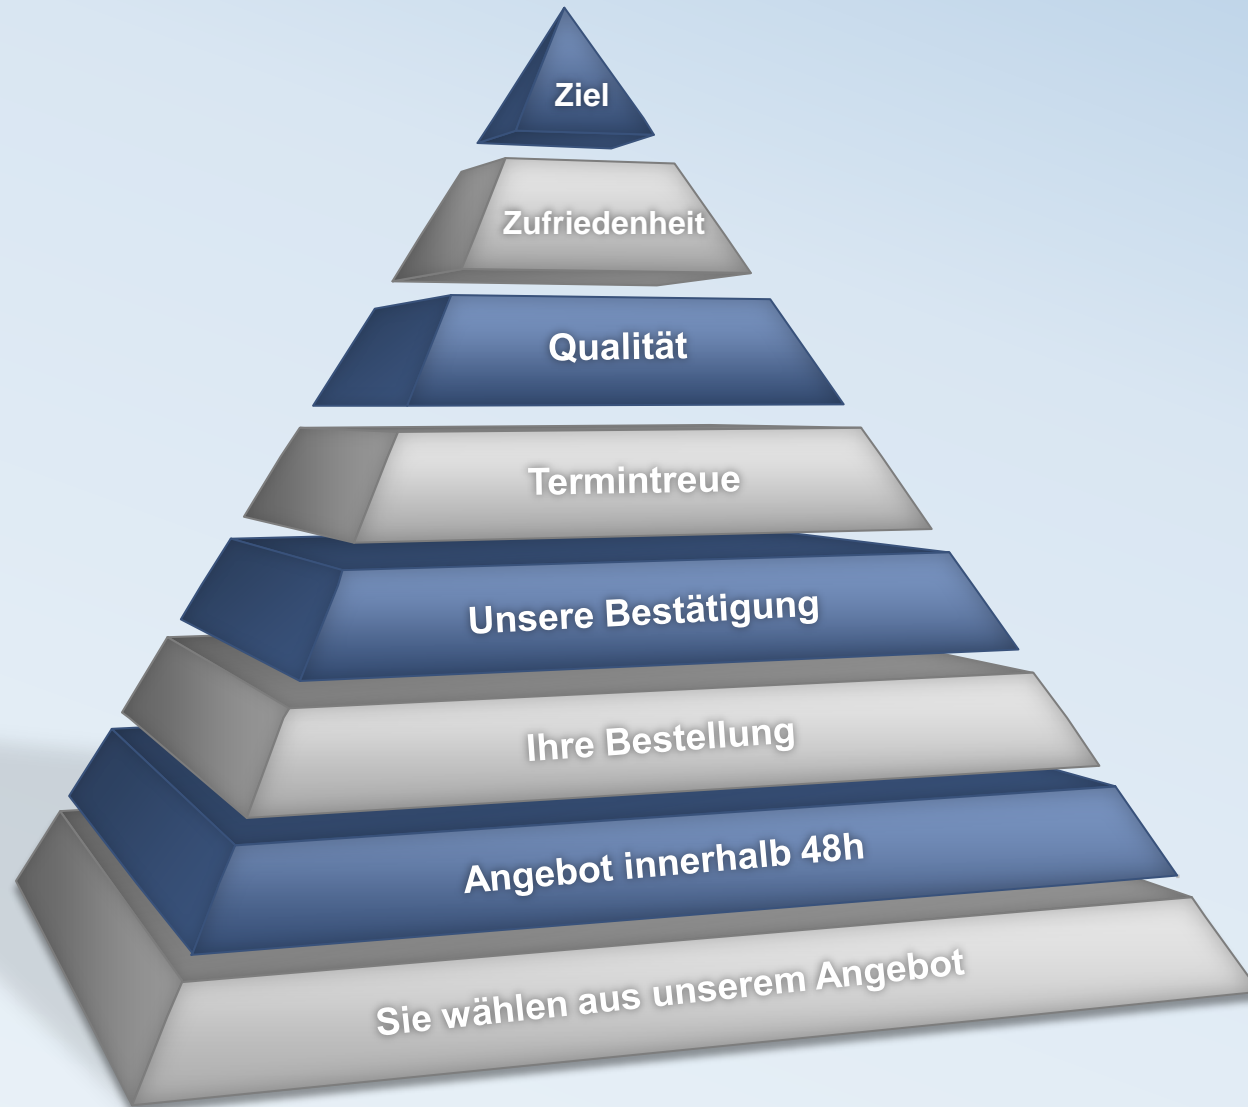 Ziel
Zufriedenheit
Qualität
Termintreue
Unsere Bestätigung
Ihre Bestellung
Angebot innerhalb 48h
Sie wählen aus unserem Angebot